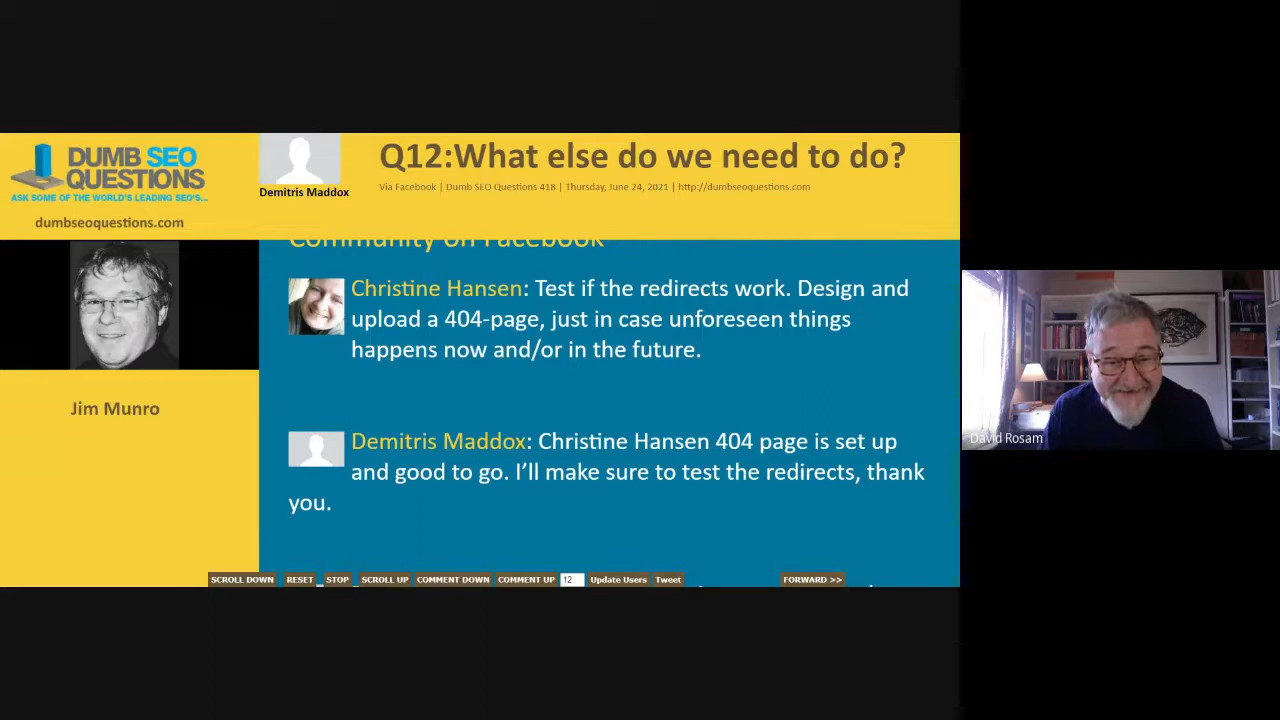 DUMB SEO
QUESTIONS
ASK SOME OF THE WORLD'S LEADING SEO'S...
dumbseoquestions.com
Demitris Maddox
Q12:What else do we need to do?
Via Facebook | Dumb SEO Questions 418 | Thursday, June 24, 2021 | http://dumbseoquestions.com
Jim Munro
Community on Facebook
Christine Hansen: Test if the redirects work. Design and
upload a 404-page, just in case unforeseen things
happens now and/or in the future.
Demitris Maddox: Christine Hansen 404 page is set up
and good to go. I'll make sure to test the redirects, thank
you.
SCROLL DOWN RESET STOP SCROLL UP COMMENT DOWN COMMENT UP 12 Update Users Tweet FORWARD >>
David Rosam